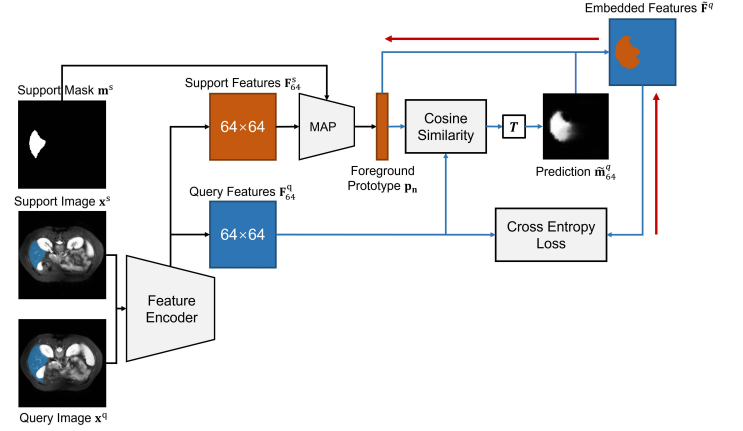 Embedded Features F̃^q
Support Mask m^s
Support Features F^s_64
64×64
MAP
Cosine
Similarity
T
Foreground
Prototype p_n
Prediction m̃^q_64
Support Image x^s
Query Features F^q_64
64×64
Cross Entropy
Loss
Feature
Encoder
Query Image x^q